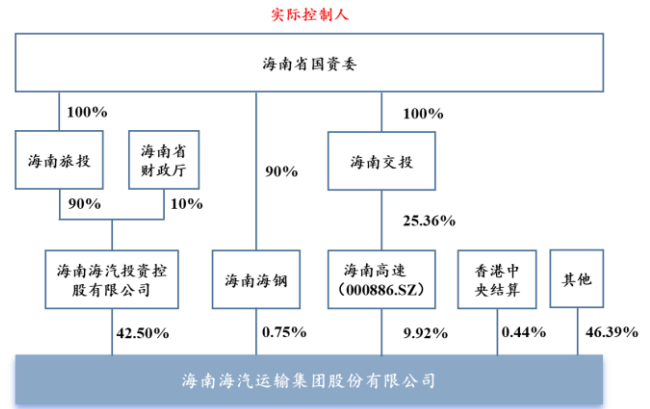 实际控制人
海南省国资委
100%
100%
海南旅投
海南省
财政厅
90%
海南交投
90%
10%
25.36%
海南海汽投资控
股有限公司
海南海钢
海南高速
（000886.SZ）
香港中
央结算
其他
42.50%
0.75%
9.92%
0.44%
46.39%
海南海汽运输集团股份有限公司